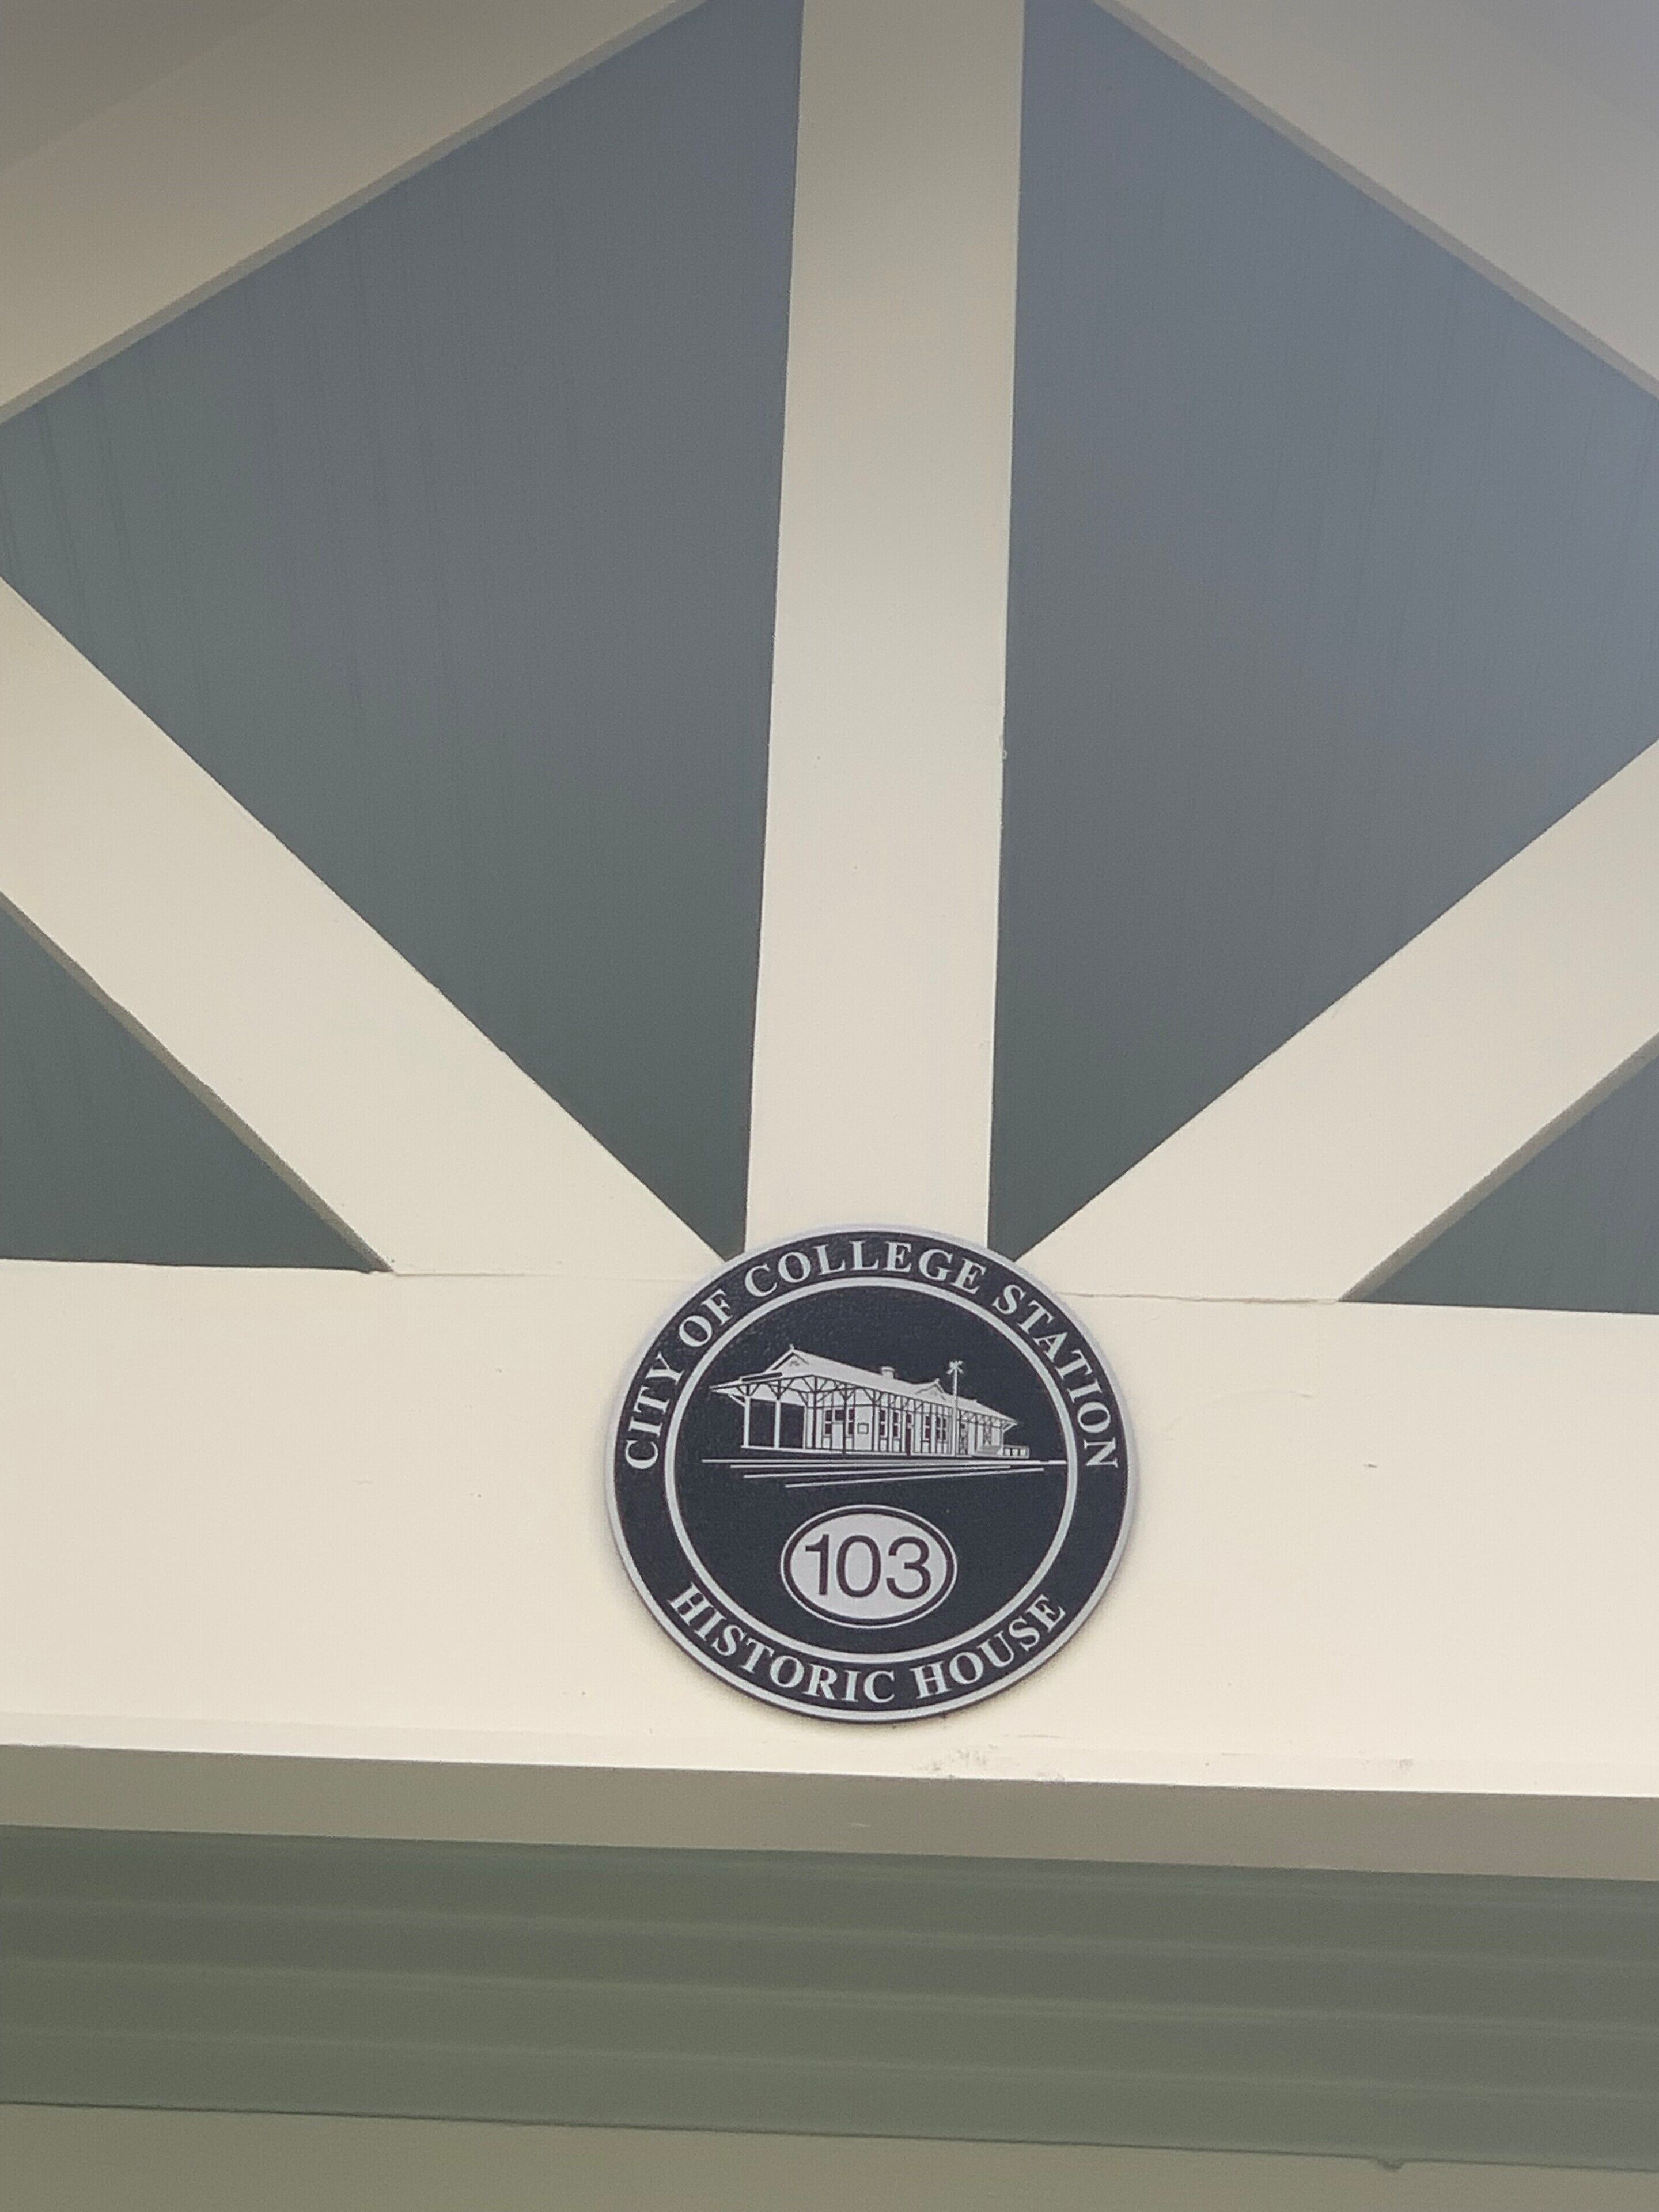 CITY OF COLLEGE STATION
103
HISTORIC HOUSE